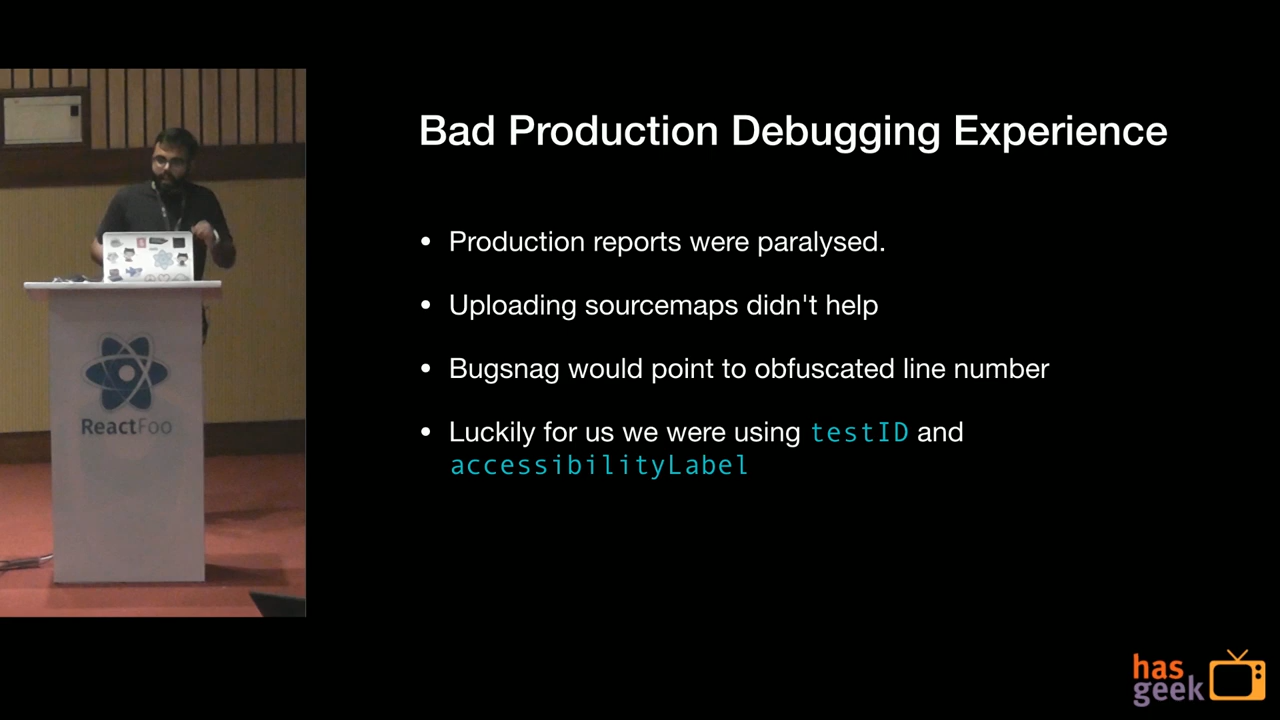 Bad Production Debugging Experience
• Production reports were paralysed.
• Uploading sourcemaps didn't help
• Bugsnag would point to obfuscated line number
• Luckily for us we were using testID and
accessibilityLabel
ReactFoo
has
geek